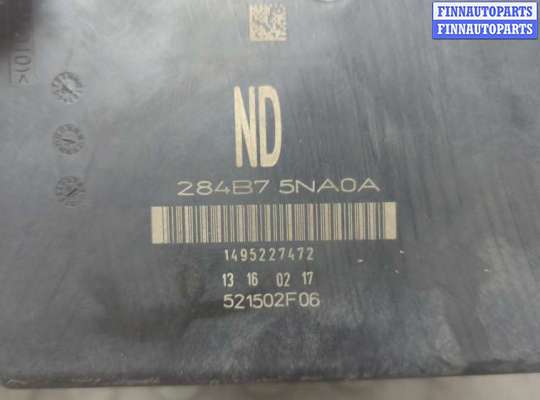 FINNAUTOPARTS
FINNAUTOPARTS
ND
284B7 5NA0A
1495227472
13 16 02 17
521502F06